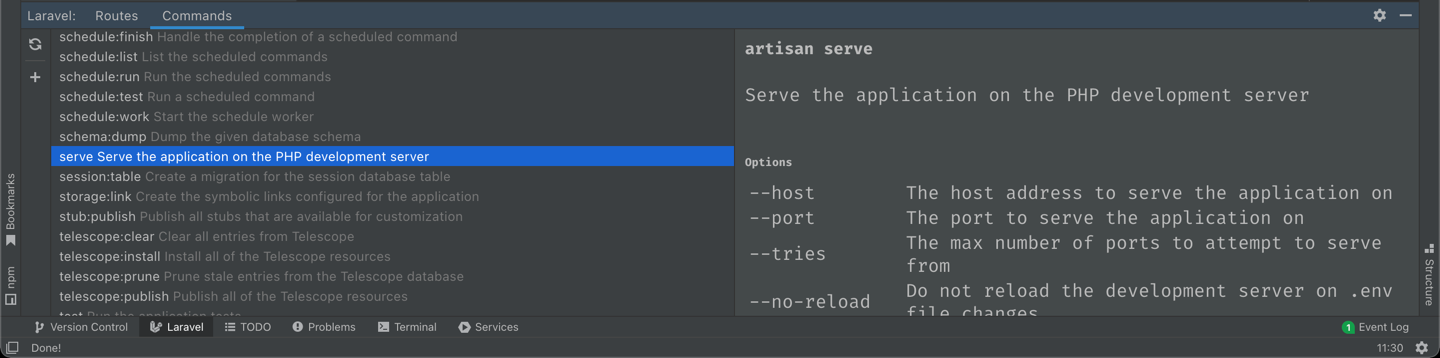 Laravel: Routes Commands
schedule:finish Handle the completion of a scheduled command
schedule:list List the scheduled commands
schedule:run Run the scheduled commands
schedule:test Run a scheduled command
schedule:work Start the schedule worker
schema:dump Dump the given database schema
serve Serve the application on the PHP development server
session:table Create a migration for the session database table
storage:link Create the symbolic links configured for the application
stub:publish Publish all stubs that are available for customization
telescope:clear Clear all entries from Telescope
telescope:install Install all of the Telescope resources
telescope:prune Prune stale entries from the Telescope database
telescope:publish Publish all of the Telescope resources
test Run the application tests
artisan serve
Serve the application on the PHP development server
Options
--host The host address to serve the application on
--port The port to serve the application on
--tries The max number of ports to attempt to serve
from
--no-reload Do not reload the development server on .env
file changes
Bookmarks
npm
Structure
Version Control Laravel TODO Problems Terminal Services 1 Event Log
Done! 11:30